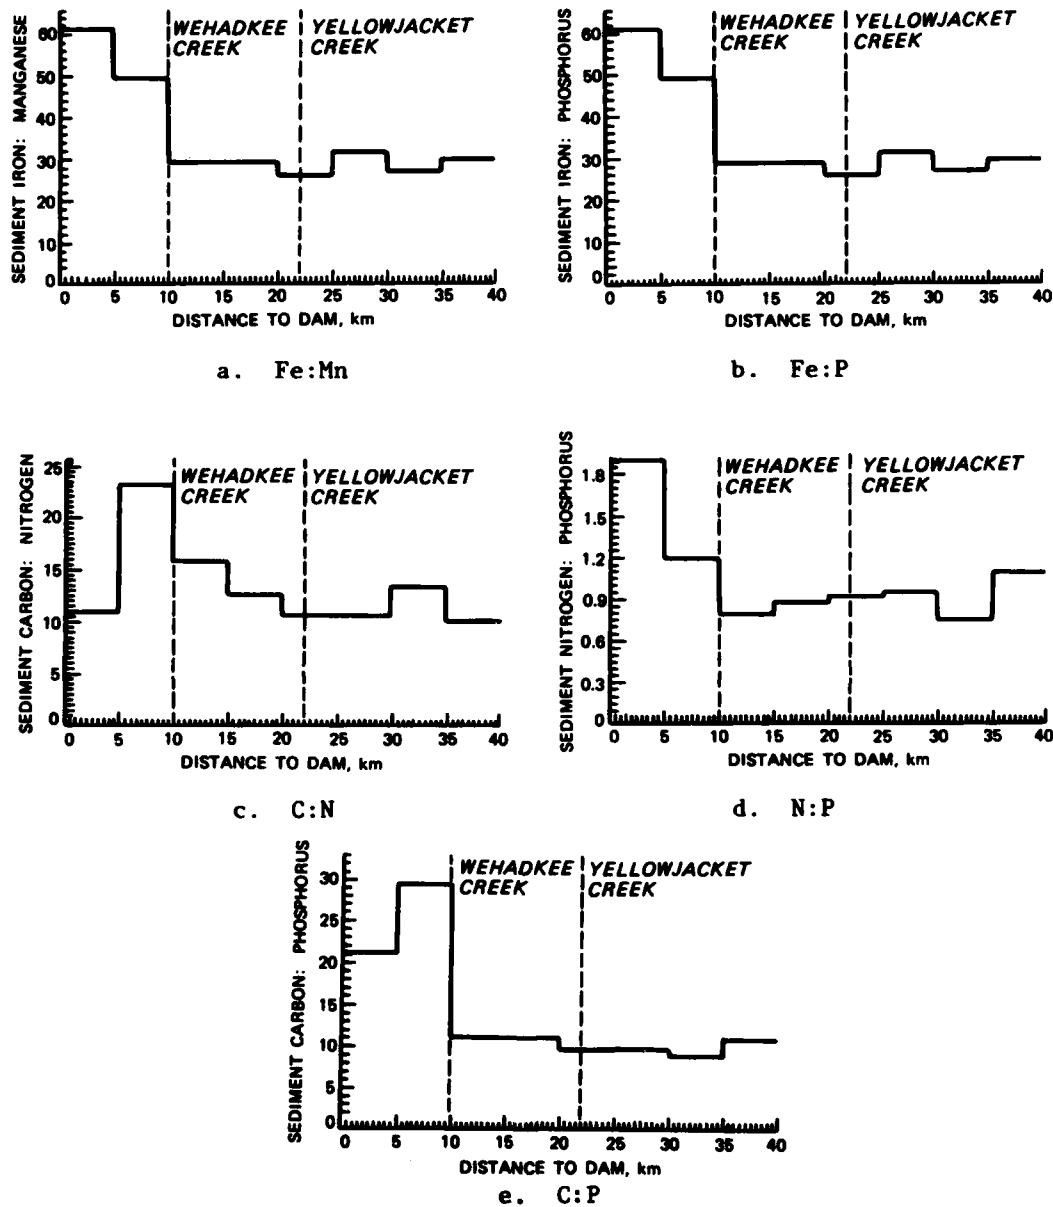 SEDIMENT IRON: MANGANESE
60
50
40
30
20
10
0
WEHADKEE
CREEK
YELLOWJACKET
CREEK
0 5 10 15 20 25 30 35 40
DISTANCE TO DAM, km
a. Fe:Mn
SEDIMENT IRON: PHOSPHORUS
60
50
40
30
20
10
0
WEHADKEE
CREEK
YELLOWJACKET
CREEK
0 5 10 15 20 25 30 35 40
DISTANCE TO DAM, km
b. Fe:P
SEDIMENT CARBON: NITROGEN
25
20
15
10
5
0
WEHADKEE
CREEK
YELLOWJACKET
CREEK
0 5 10 15 20 25 30 35 40
DISTANCE TO DAM, km
c. C:N
SEDIMENT NITROGEN: PHOSPHORUS
1.8
1.5
1.2
0.9
0.6
0.3
0
WEHADKEE
CREEK
YELLOWJACKET
CREEK
0 5 10 15 20 25 30 35 40
DISTANCE TO DAM, km
d. N:P
SEDIMENT CARBON: PHOSPHORUS
30
25
20
15
10
5
0
WEHADKEE
CREEK
YELLOWJACKET
CREEK
0 5 10 15 20 25 30 35 40
DISTANCE TO DAM, km
e. C:P